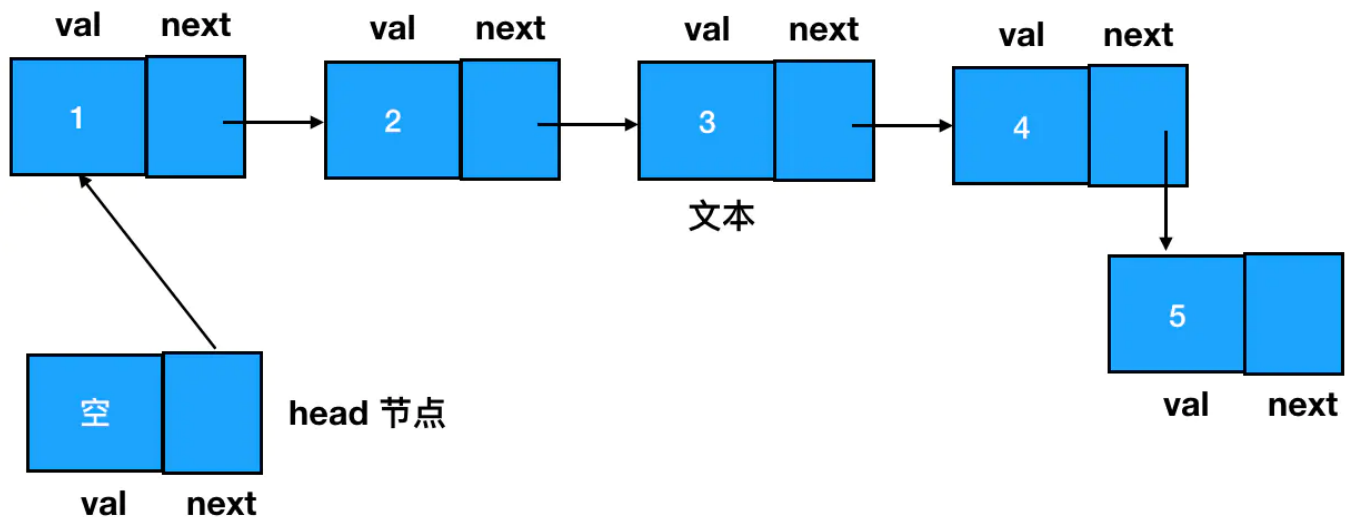 val next val next val next val next
1 2 3 4
文本
5
val next
空 head 节点
val next